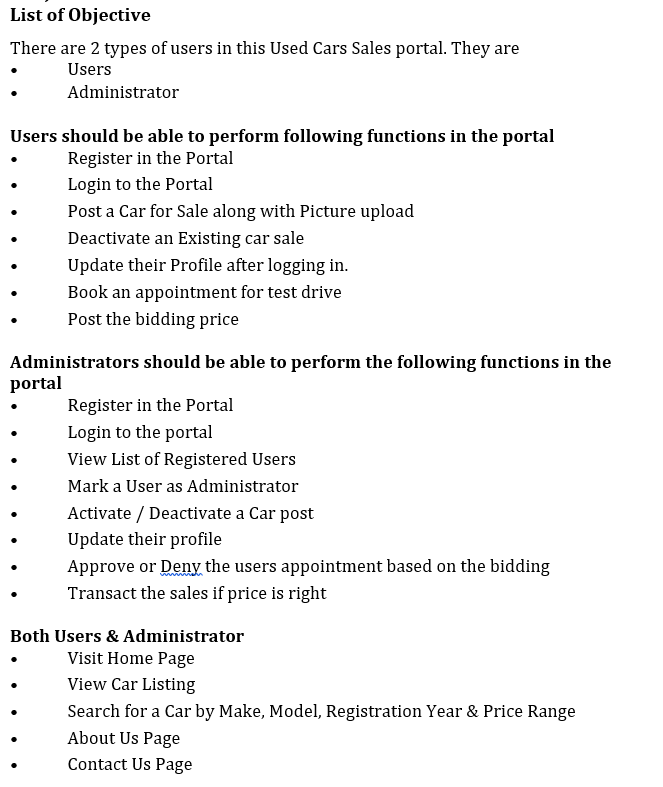 List of Objective
There are 2 types of users in this Used Cars Sales portal. They are
• Users
• Administrator
Users should be able to perform following functions in the portal
• Register in the Portal
• Login to the Portal
• Post a Car for Sale along with Picture upload
• Deactivate an Existing car sale
• Update their Profile after logging in.
• Book an appointment for test drive
• Post the bidding price
Administrators should be able to perform the following functions in the
portal
• Register in the Portal
• Login to the portal
• View List of Registered Users
• Mark a User as Administrator
• Activate / Deactivate a Car post
• Update their profile
• Approve or Deny the users appointment based on the bidding
• Transact the sales if price is right
Both Users & Administrator
• Visit Home Page
• View Car Listing
• Search for a Car by Make, Model, Registration Year & Price Range
• About Us Page
• Contact Us Page